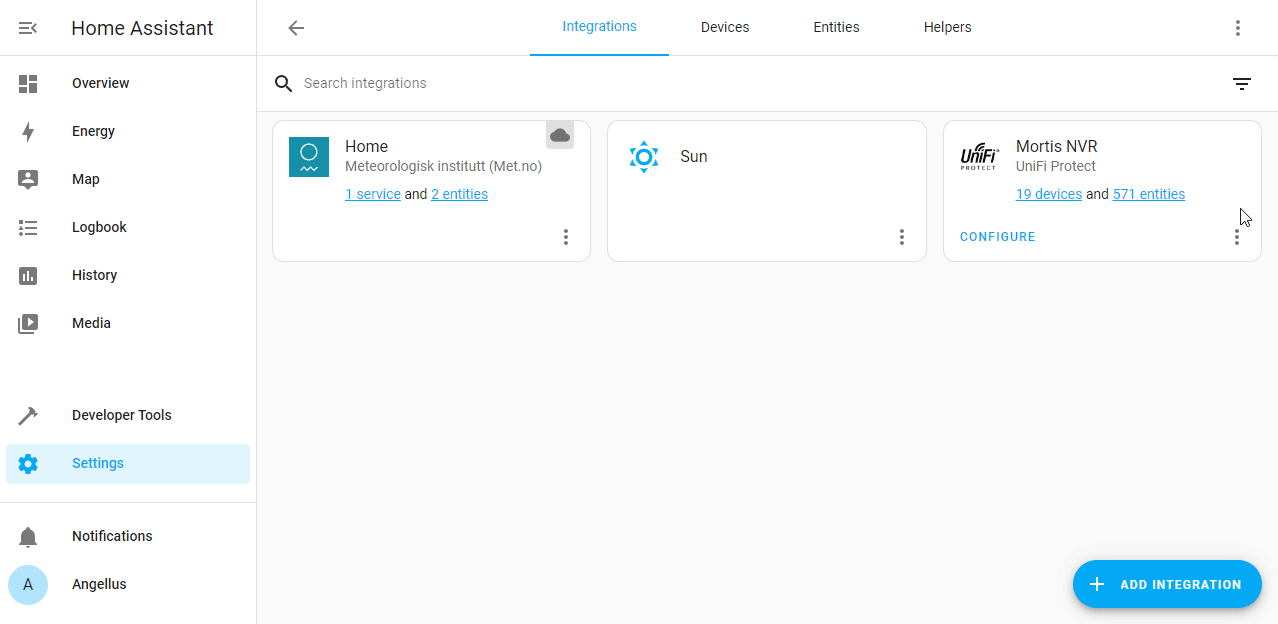 Home Assistant
Integrations
Devices
Entities
Helpers
Overview
Energy
Map
Logbook
History
Media
Developer Tools
Settings
Notifications
A
Angellus
Search integrations
Home
Meteorologisk institutt (Met.no)
1 service and 2 entities
Sun
UniFi
PROTECT
Mortis NVR
UniFi Protect
19 devices and 571 entities
CONFIGURE
ADD INTEGRATION